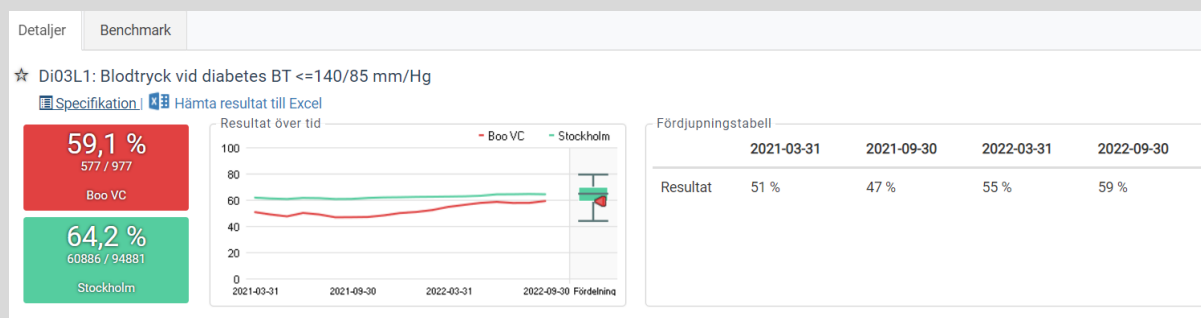 Detaljer Benchmark
Di03L1: Blodtryck vid diabetes BT <=140/85 mm/Hg
Specifikation | Hämta resultat till Excel
59,1 %
577 / 977
Boo VC
64,2 %
60886 / 94881
Stockholm
Resultat över tid
Boo VC Stockholm
100
80
60
40
20
0
2021-03-31 2021-09-30 2022-03-31 2022-09-30 Fördelning
Fördjupningstabell
2021-03-31 2021-09-30 2022-03-31 2022-09-30
Resultat 51 % 47 % 55 % 59 %